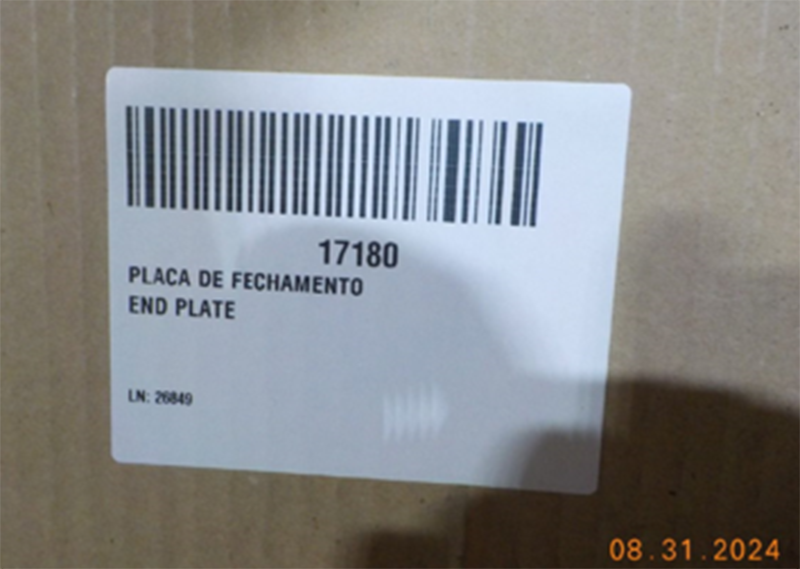 17180
PLACA DE FECHAMENTO
END PLATE
LN: 26849
08.31.2024